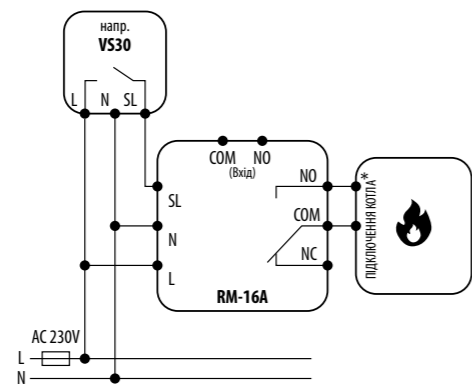 напр.
VS30
L N SL
COM NO
(Вхід)
SL
N
L
NO
COM
NC
RM-16A
ПІДКЛЮЧЕННЯ КОТЛА*
AC 230V
L
N